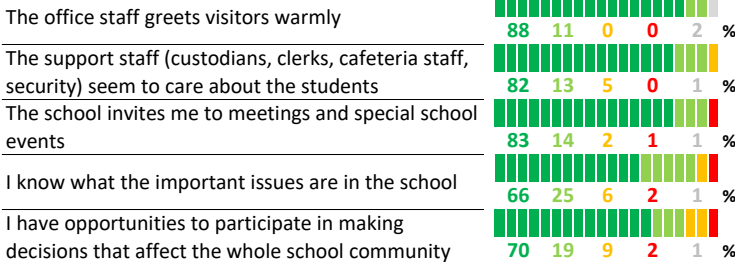 The office staff greets visitors warmly
88 11 0 0 2 %
The support staff (custodians, clerks, cafeteria staff,
security) seem to care about the students
82 13 5 0 1 %
The school invites me to meetings and special school
events
83 14 2 1 1 %
I know what the important issues are in the school
66 25 6 2 1 %
I have opportunities to participate in making
decisions that affect the whole school community
70 19 9 2 1 %